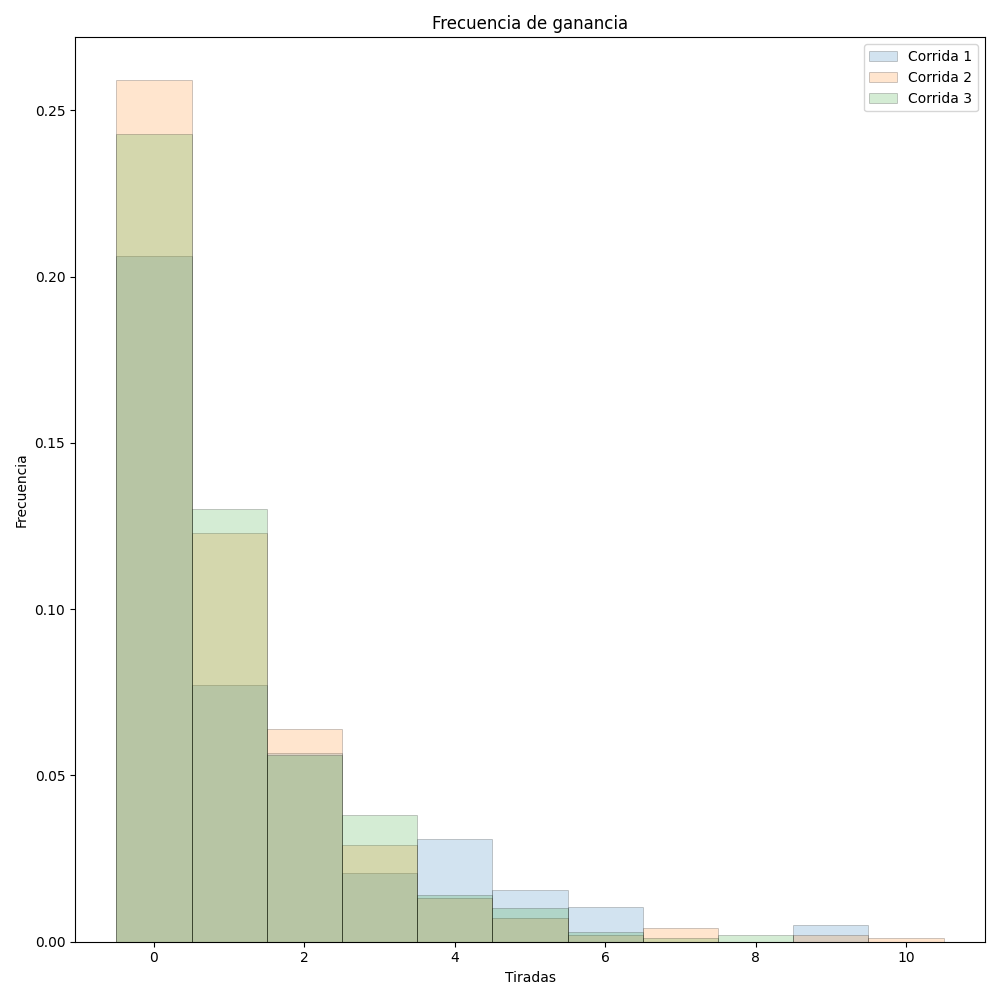 Frecuencia de ganancia
Corrida 1
Corrida 2
Corrida 3
0.25
0.20
0.15
0.10
0.05
0.00
Frecuencia
0 2 4 6 8 10
Tiradas